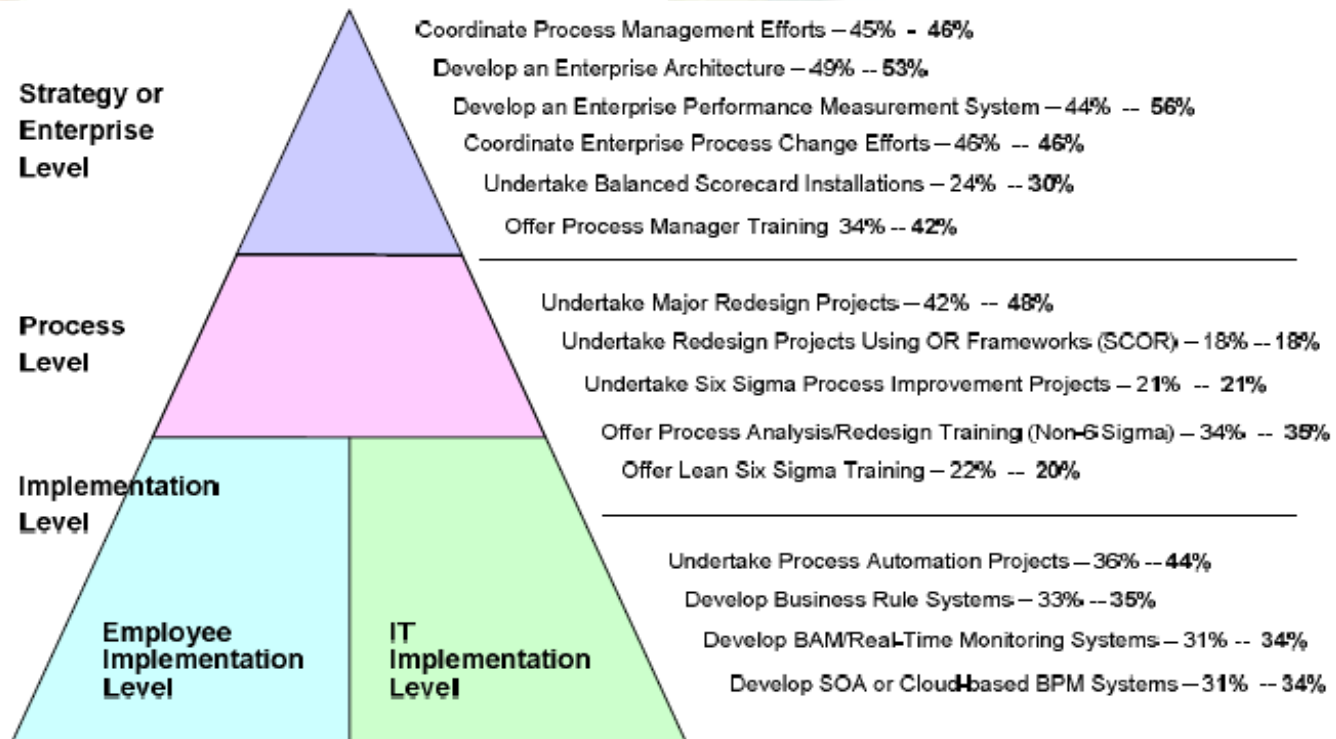 Coordinate Process Management Efforts – 45% - 46%
Develop an Enterprise Architecture – 49% -- 53%
Strategy or
Enterprise
Level
Develop an Enterprise Performance Measurement System – 44% -- 56%
Coordinate Enterprise Process Change Efforts – 46% -- 46%
Undertake Balanced Scorecard Installations – 24% -- 30%
Offer Process Manager Training 34% -- 42%
Process
Level
Undertake Major Redesign Projects – 42% -- 48%
Undertake Redesign Projects Using OR Frameworks (SCOR) – 18% -- 18%
Undertake Six Sigma Process Improvement Projects – 21% -- 21%
Offer Process Analysis/Redesign Training (Non-6 Sigma) – 34% -- 35%
Offer Lean Six Sigma Training – 22% -- 20%
Implementation
Level
Undertake Process Automation Projects – 36% -- 44%
Develop Business Rule Systems – 33% -- 35%
Develop BAM/Real-Time Monitoring Systems – 31% -- 34%
Develop SOA or Cloud-based BPM Systems – 31% -- 34%
Employee
Implementation
Level
IT
Implementation
Level